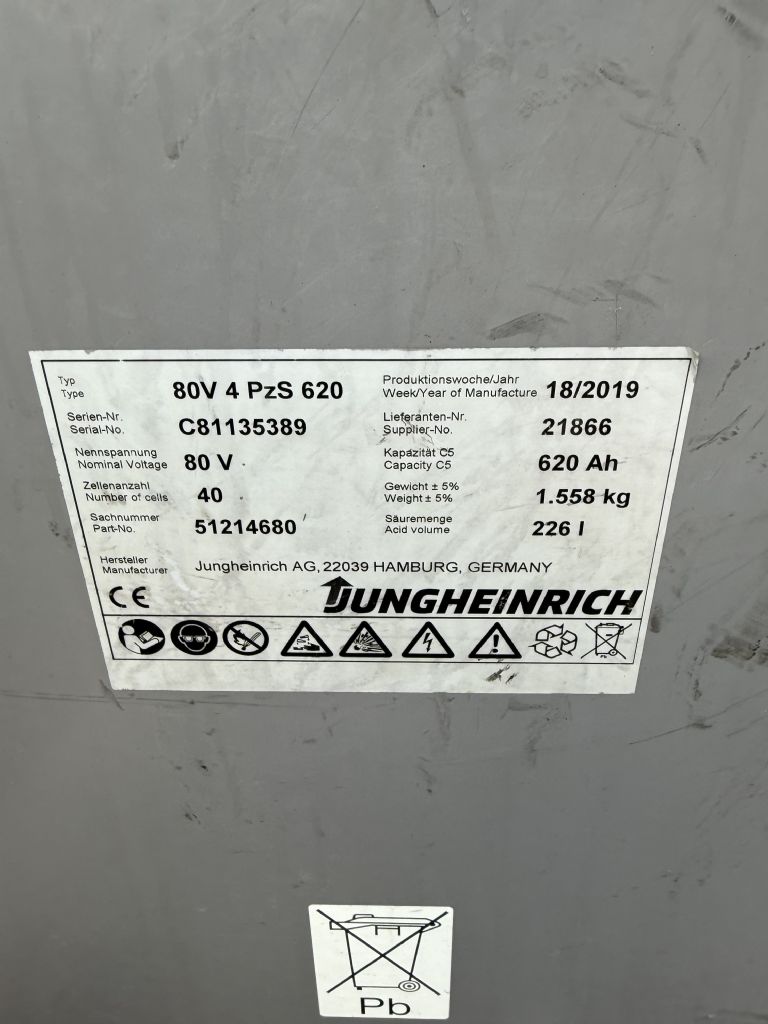 Typ
Type
80V 4 PzS 620
Produktionswoche/Jahr
Week/Year of Manufacture
18/2019
Serien-Nr.
Serial-No.
C81135389
Lieferanten-Nr.
Supplier-No.
21866
Nennspannung
Nominal Voltage
80 V
Kapazität C5
Capacity C5
620 Ah
Zellenanzahl
Number of cells
40
Gewicht ± 5%
Weight ± 5%
1.558 kg
Sachnummer
Part-No.
51214680
Säuremenge
Acid volume
226 l
Hersteller
Manufacturer
Jungheinrich AG, 22039 HAMBURG, GERMANY
CE
JUNGHEINRICH
Pb
Pb